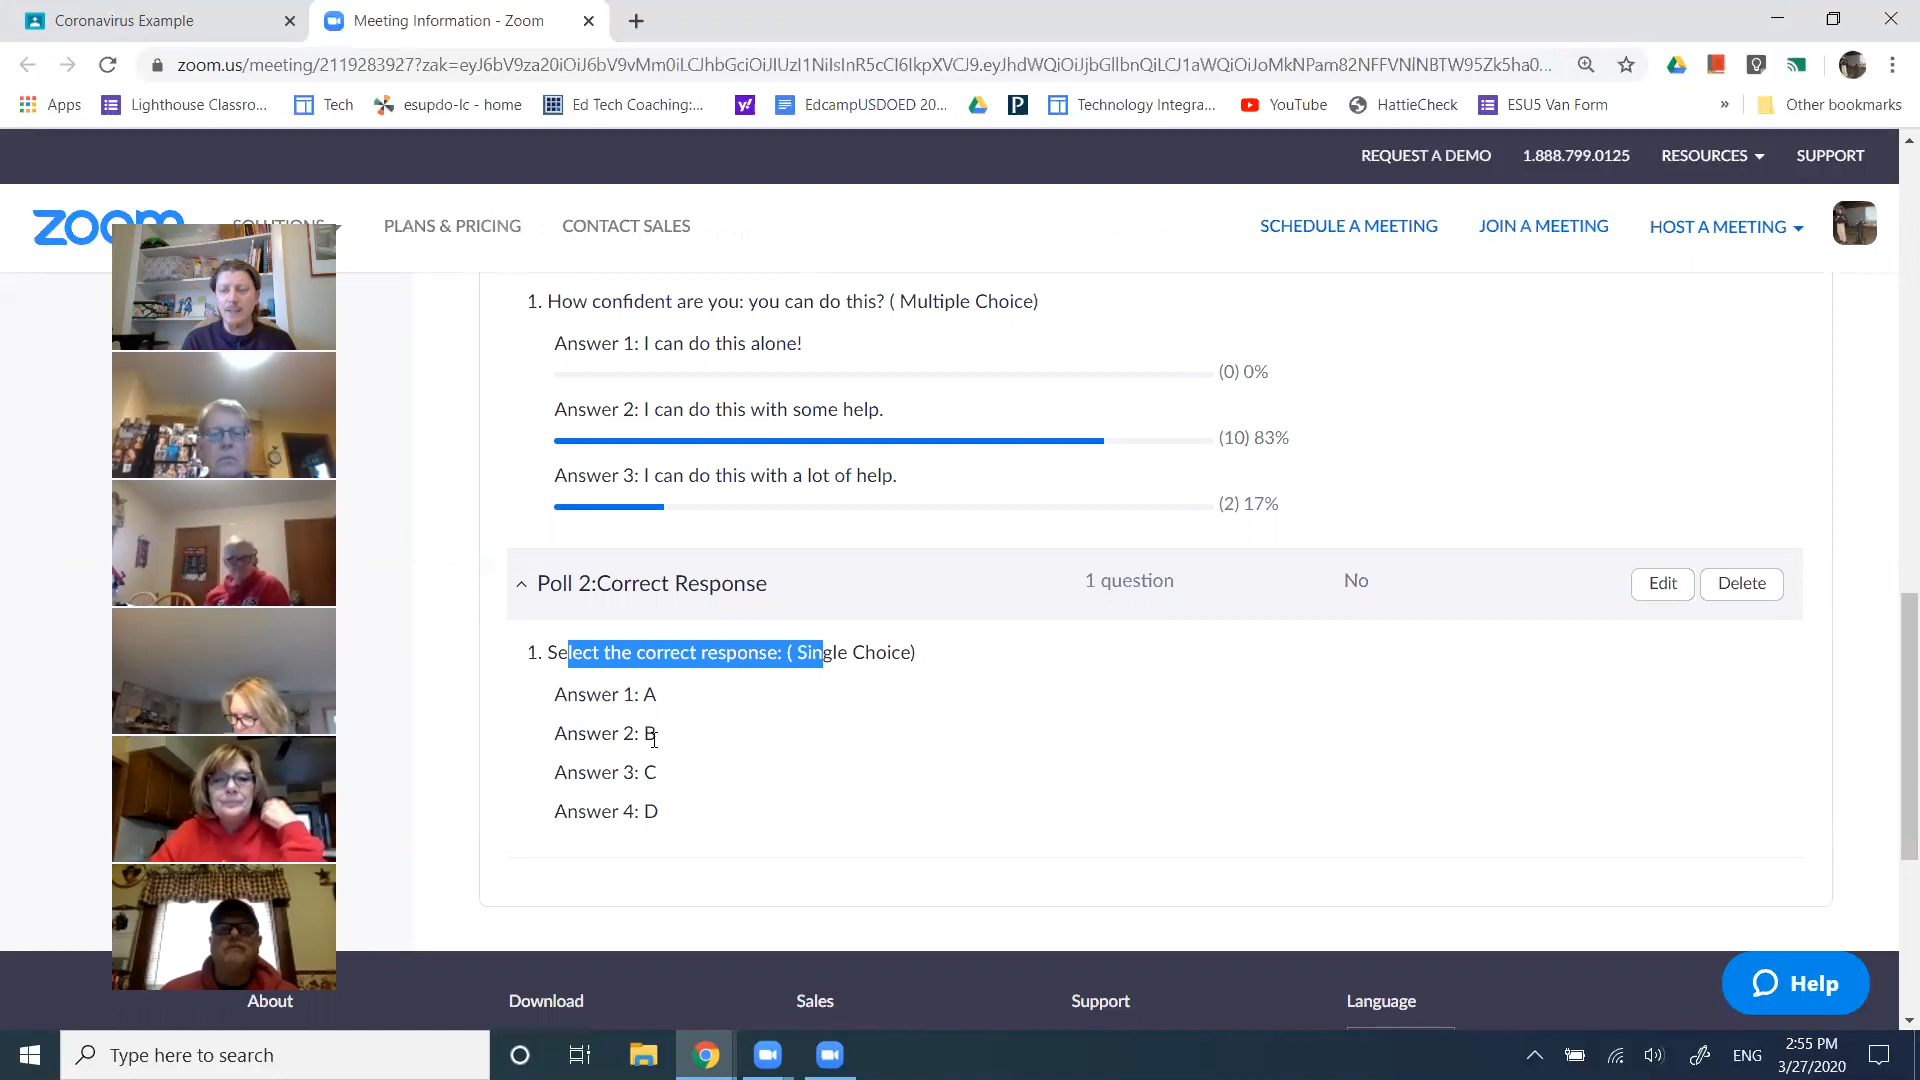 Coronavirus Example
Meeting Information - Zoom
zoom.us/meeting/2119283927?zak=eyJ6bV9za20iOiJ6bV9vMm0iLCJhbGciOiJIUzI1NiIsInR5cCI6IkpXVCJ9.eyJhdWQiOiJjbGllbnQiLCJ1aWQiOiJoMkNPam82NFFVNlNBTW95Zk5ha0...
Apps Lighthouse Classro... Tech esupdo-lc - home Ed Tech Coaching:... EdcampUSDOED 20... Technology Integra... YouTube HattieCheck ESU5 Van Form » Other bookmarks
REQUEST A DEMO 1.888.799.0125 RESOURCES SUPPORT
zoom SOLUTIONS PLANS & PRICING CONTACT SALES SCHEDULE A MEETING JOIN A MEETING HOST A MEETING
1. How confident are you: you can do this? ( Multiple Choice)
Answer 1: I can do this alone!
(0) 0%
Answer 2: I can do this with some help.
(10) 83%
Answer 3: I can do this with a lot of help.
(2) 17%
Poll 2:Correct Response 1 question No Edit Delete
1. Select the correct response: ( Single Choice)
Answer 1: A
Answer 2: B
Answer 3: C
Answer 4: D
Help
About Download Sales Support Language
Type here to search
ENG
2:55 PM
3/27/2020